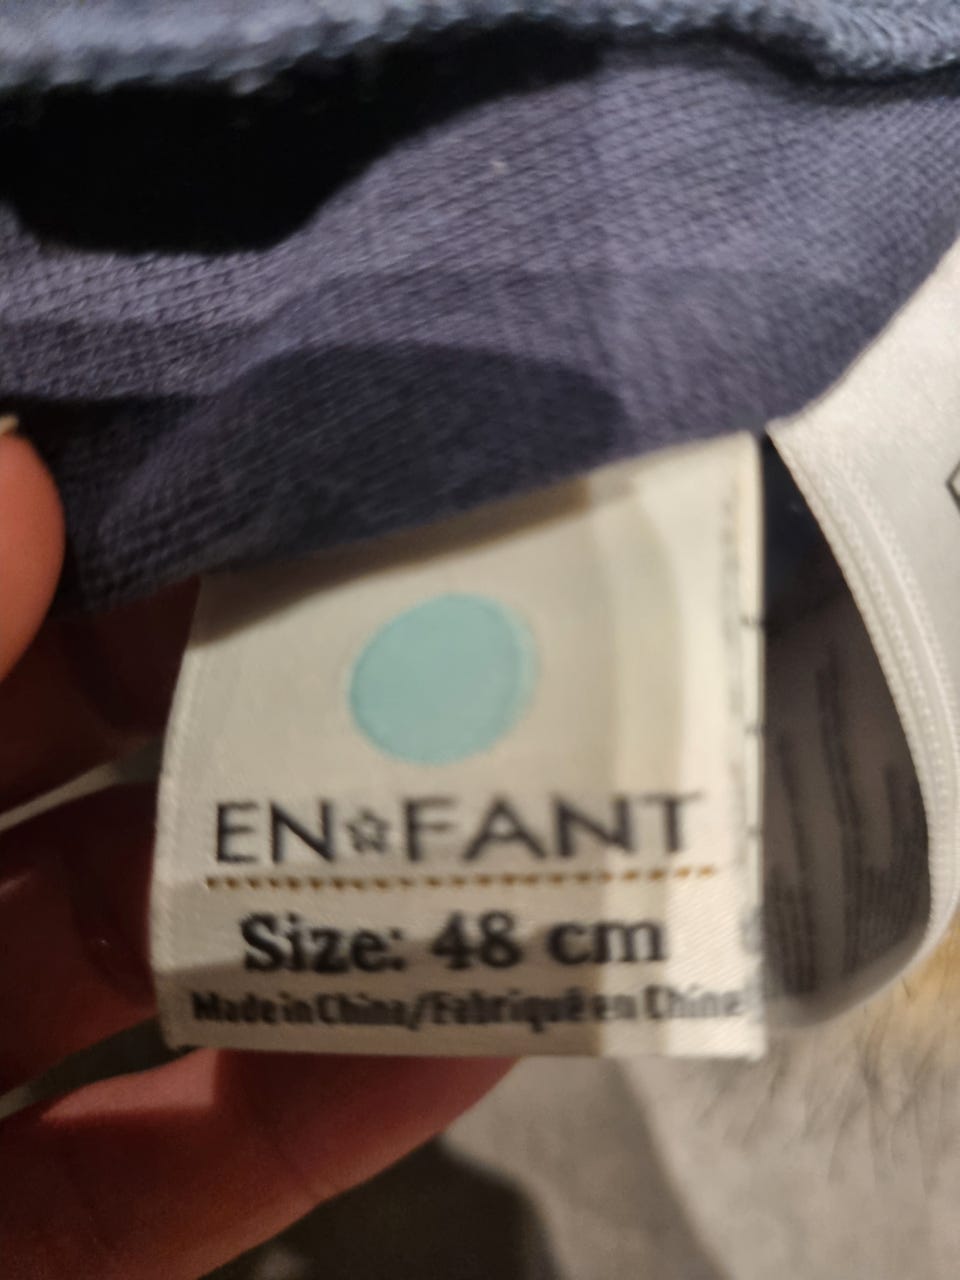 EN☆FANT
Size: 48 cm
Made in China/Fabriqué en Chine